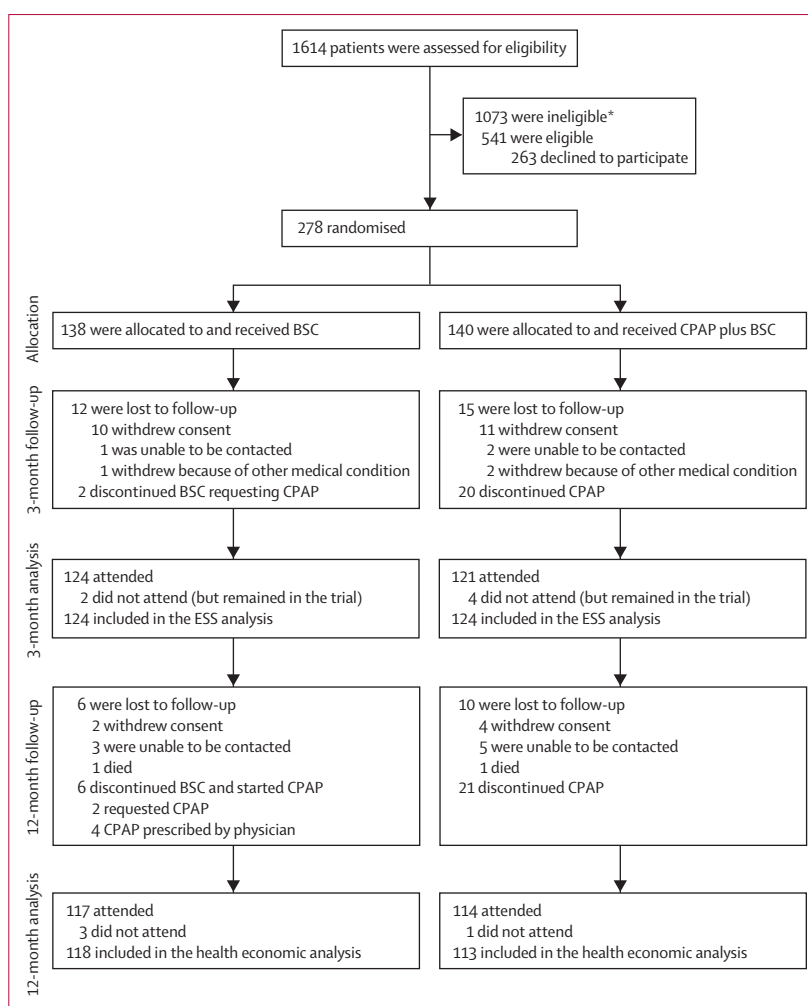 1614 patients were assessed for eligibility
1073 were ineligible*
541 were eligible
263 declined to participate
278 randomised
Allocation
138 were allocated to and received BSC
140 were allocated to and received CPAP plus BSC
3-month follow-up
12 were lost to follow-up
10 withdrew consent
1 was unable to be contacted
1 withdrew because of other medical condition
2 discontinued BSC requesting CPAP
15 were lost to follow-up
11 withdrew consent
2 were unable to be contacted
2 withdrew because of other medical condition
20 discontinued CPAP
3-month analysis
124 attended
2 did not attend (but remained in the trial)
124 included in the ESS analysis
121 attended
4 did not attend (but remained in the trial)
124 included in the ESS analysis
12-month follow-up
6 were lost to follow-up
2 withdrew consent
3 were unable to be contacted
1 died
6 discontinued BSC and started CPAP
2 requested CPAP
4 CPAP prescribed by physician
10 were lost to follow-up
4 withdrew consent
5 were unable to be contacted
1 died
21 discontinued CPAP
12-month analysis
117 attended
3 did not attend
118 included in the health economic analysis
114 attended
1 did not attend
113 included in the health economic analysis